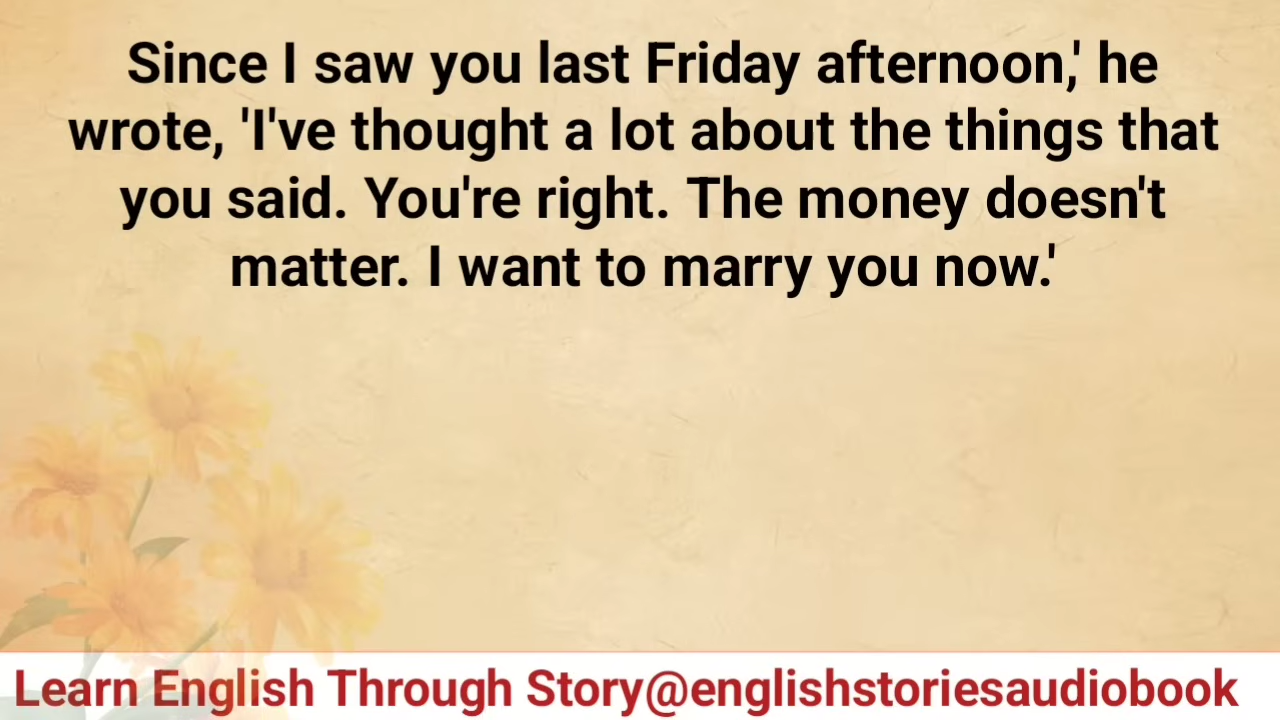 Since I saw you last Friday afternoon,' he
wrote, 'I've thought a lot about the things that
you said. You're right. The money doesn't
matter. I want to marry you now.'
Learn English Through Story@englishstoriesaudiobook